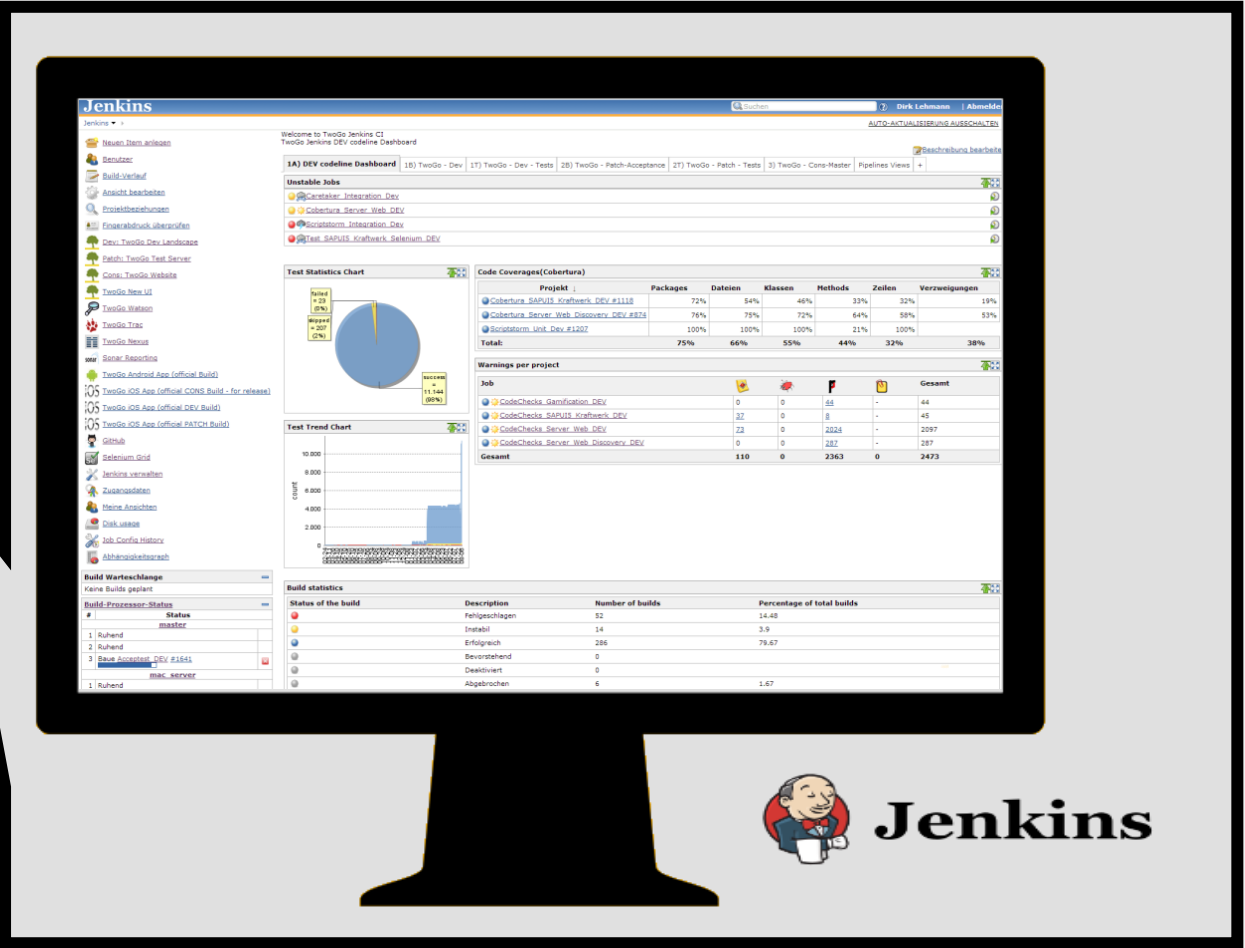 Jenkins
Suchen
Dirk Lehmann | Abmelde
Jenkins
AUTO-AKTUALISIERUNG AUSSCHALTEN
Welcome to TwoGo Jenkins CI
TwoGo Jenkins DEV codeline Dashboard
Beschreibung bearbeite
Neuen Item anlegen
Benutzer
Build-Verlauf
Ansicht bearbeiten
Projektbeziehungen
Fingerabdruck überprüfen
Dev: TwoGo Dev Landscape
Patch: TwoGo Test Server
Cons: TwoGo Website
TwoGo New UI
TwoGo Watson
TwoGo Trac
TwoGo Nexus
sonar Sonar Reporting
TwoGo Android App (official Build)
iOS TwoGo iOS App (official CONS Build - for release)
iOS TwoGo iOS App (official DEV Build)
iOS TwoGo iOS App (official PATCH Build)
GitHub
Selenium Grid
Jenkins verwalten
Zugangsdaten
Meine Ansichten
Disk usage
Job Config History
Abhängigkeitsgraph
Build Warteschlange
Keine Builds geplant
Build-Prozessor-Status
# Status
master
1 Ruhend
2 Ruhend
3 Baue Acceptest_DEV #1641
mac_server
1 Ruhend
1A) DEV codeline Dashboard 1B) TwoGo - Dev 1T) TwoGo - Dev - Tests 2B) TwoGo - Patch-Acceptance 2T) TwoGo - Patch - Tests 3) TwoGo - Cons-Master Pipelines Views +
Unstable Jobs
Caretaker_Integration_Dev
Cobertura_Server_Web_DEV
Scriptstorm_Integration_Dev
Test_SAPUI5_Kraftwerk_Selenium_DEV
Test Statistics Chart
failed
= 23
(0%)
skipped
= 207
(2%)
success
=
11.144
(98%)
Test Trend Chart
10.000
8.000
6.000
4.000
2.000
0
count
Code Coverages(Cobertura)
Projekt ↓ Packages Dateien Klassen Methods Zeilen Verzweigungen
Cobertura_SAPUI5_Kraftwerk_DEV #1118 72% 54% 46% 33% 32% 19%
Cobertura_Server_Web_Discovery_DEV #874 76% 75% 72% 64% 58% 53%
Scriptstorm_Unit_Dev #1207 100% 100% 100% 21% 100%
Total: 75% 66% 55% 44% 32% 38%
Warnings per project
Job Gesamt
CodeChecks_Gamification_DEV 0 0 44 - 44
CodeChecks_SAPUI5_Kraftwerk_DEV 37 0 8 - 45
CodeChecks_Server_Web_DEV 73 0 2024 - 2097
CodeChecks_Server_Web_Discovery_DEV 0 0 287 - 287
Gesamt 110 0 2363 0 2473
Build statistics
Status of the build Description Number of builds Percentage of total builds
Fehlgeschlagen 52 14.48
Instabil 14 3.9
Erfolgreich 286 79.67
Bevorstehend 0
Deaktiviert 0
Abgebrochen 6 1.67
Jenkins